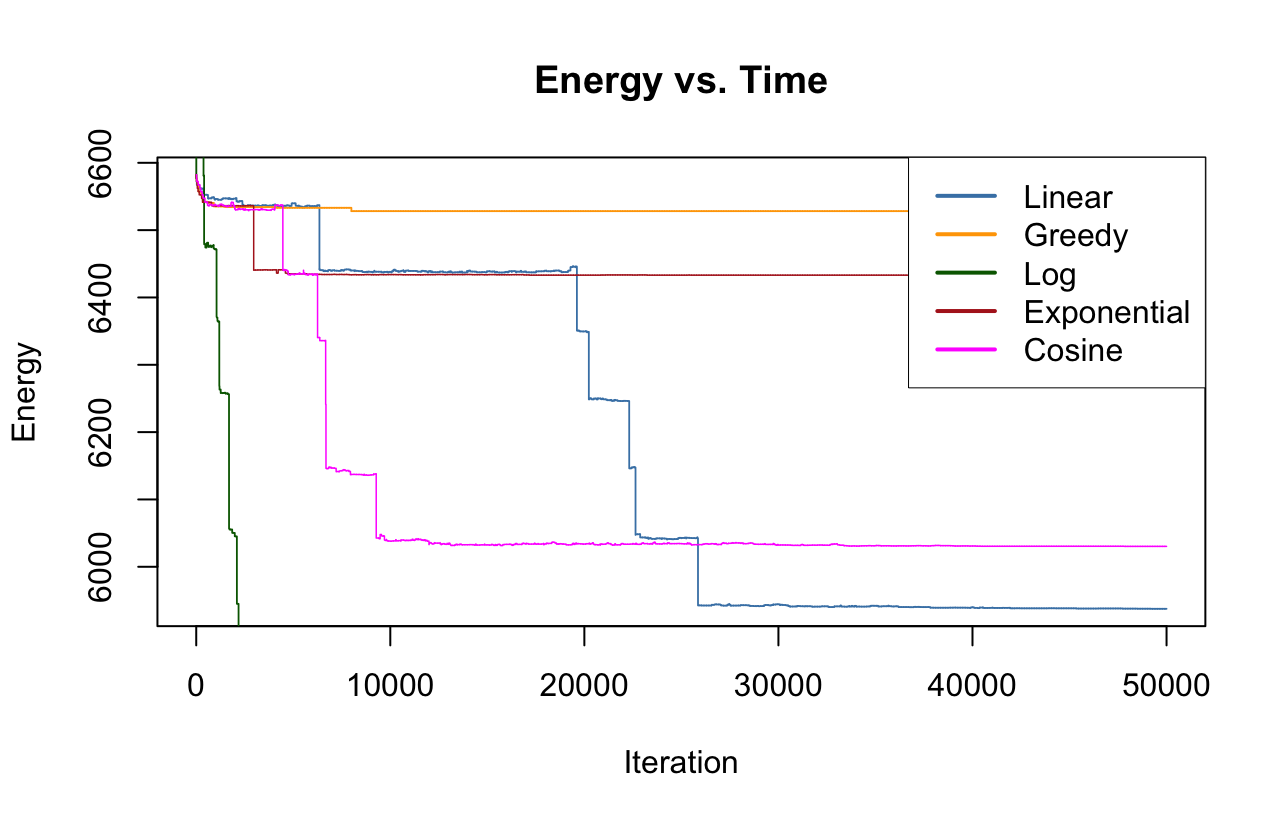 Energy vs. Time
Energy
6600
6400
6200
6000
Linear
Greedy
Log
Exponential
Cosine
0 10000 20000 30000 40000 50000
Iteration